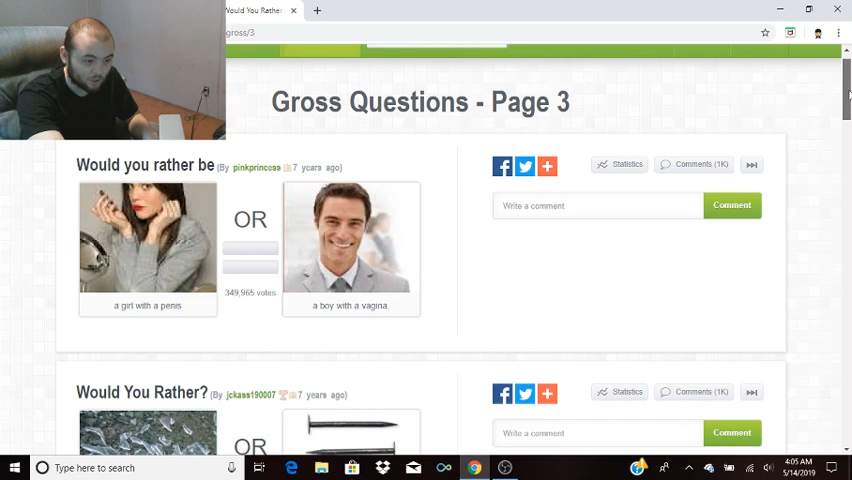 Would You Rather
gross/3
Gross Questions - Page 3
Would you rather be (By pinkprincess 7 years ago)
Statistics
Comments (1K)
OR
Write a comment
Comment
349,965 votes
a girl with a penis.
a boy with a vagina.
Would You Rather? (By jckass190007 7 years ago)
Statistics
Comments (1K)
OR
Write a comment
Comment
Type here to search
4:05 AM
5/14/2019